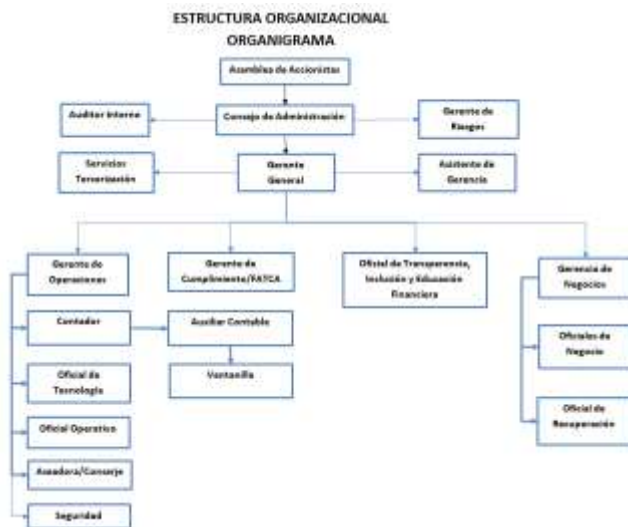 ESTRUCTURA ORGANIZACIONAL
ORGANIGRAMA
Asamblea de Accionistas
Auditor Interno
Consejo de Administración
Gerente de
Riesgos
Servicios
Tercerización
Gerente
General
Asistente de
Gerencia
Gerente de
Operaciones
Gerente de
Cumplimiento/FATCA
Oficial de Transparencia,
Inclusión y Educación
Financiera
Gerencia de
Negocios
Contador
Auxiliar Contable
Oficiales de
Negocio
Oficial de
Tecnología
Ventanilla
Oficial de
Recuperación
Oficial Operativo
Aseadora/Conserje
Seguridad